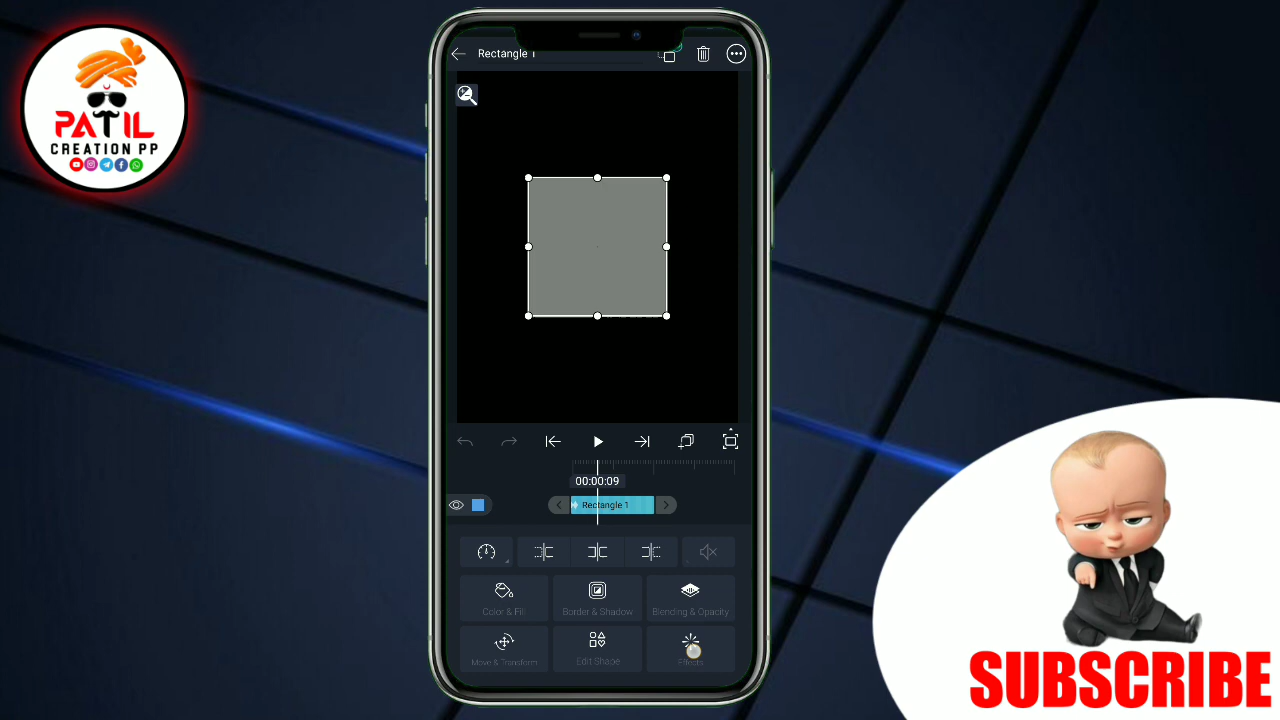 PATIL
CREATION PP
Rectangle 1
00:00:09
Rectangle 1
Color & Fill
Border & Shadow
Blending & Opacity
Move & Transform
Edit Shape
Effects
SUBSCRIBE